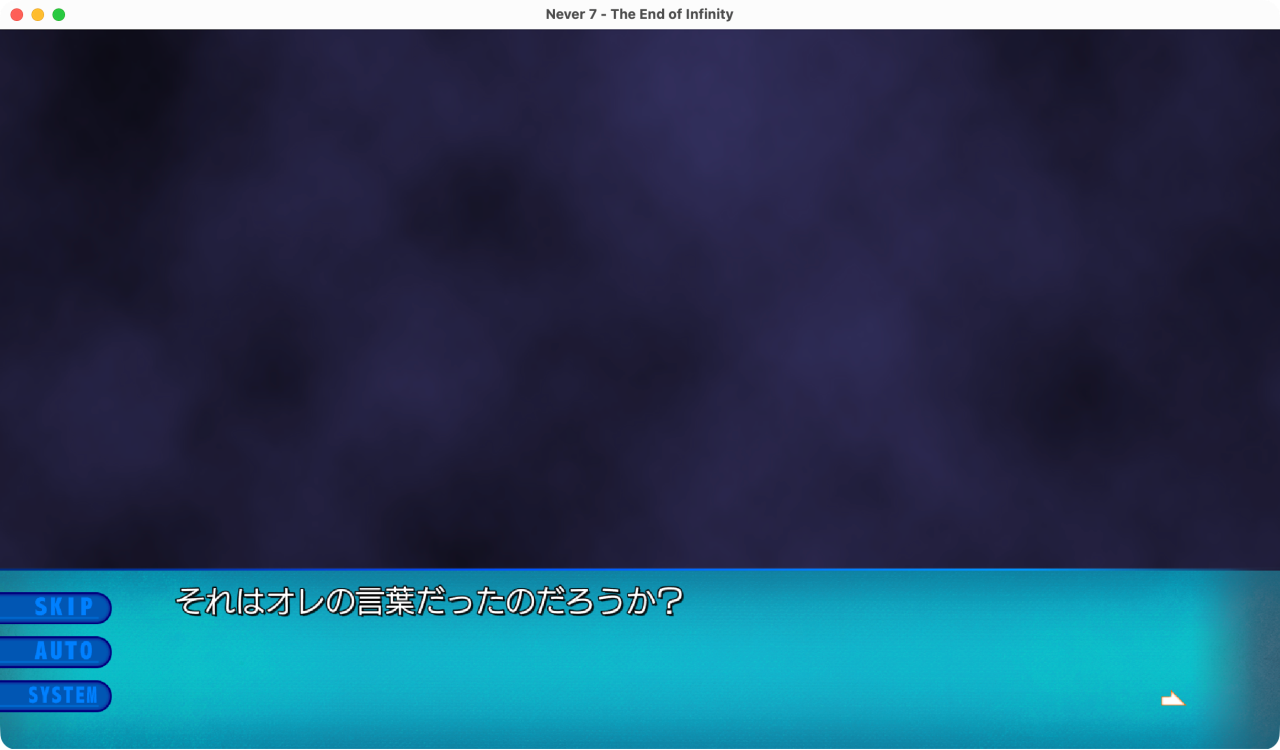 Never 7 - The End of Infinity
それはオレの言葉だったのだろうか？
SKIP
AUTO
SYSTEM